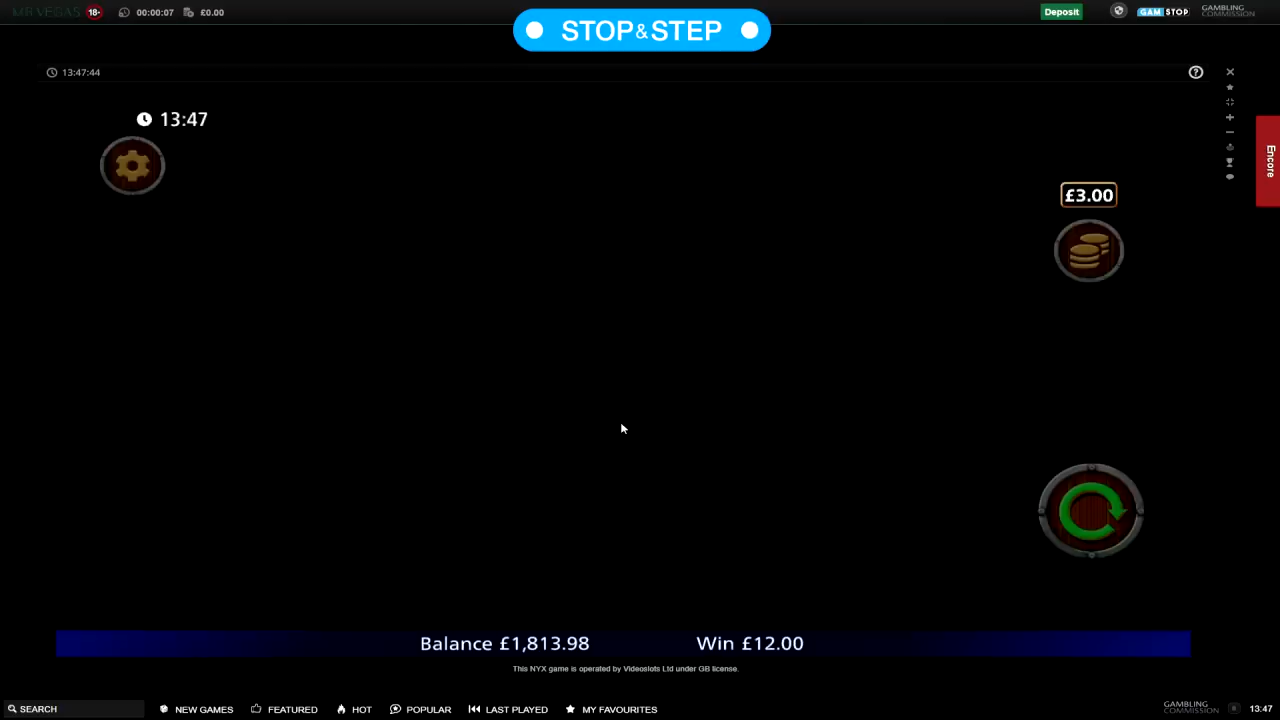 MR VEGAS 18+ 00:00:07 £0.00
STOP&STEP
Deposit
GAMSTOP
GAMBLING
COMMISSION
13:47:44
?
13:47
Encore
£3.00
Balance £1,813.98 Win £12.00
This NYX game is operated by Videoslots Ltd under GB license.
SEARCH NEW GAMES FEATURED HOT POPULAR LAST PLAYED MY FAVOURITES
GAMBLING
COMMISSION
13:47